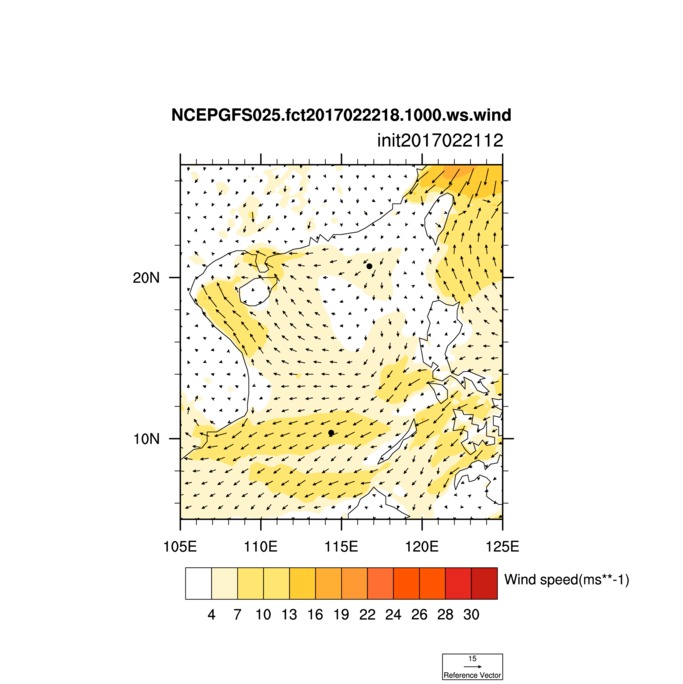 NCEPGFS025.fct2017022218.1000.ws.wind
init2017022112
20N
10N
105E 110E 115E 120E 125E
Wind speed(ms**-1)
4 7 10 13 16 19 22 24 26 28 30
15
Reference Vector